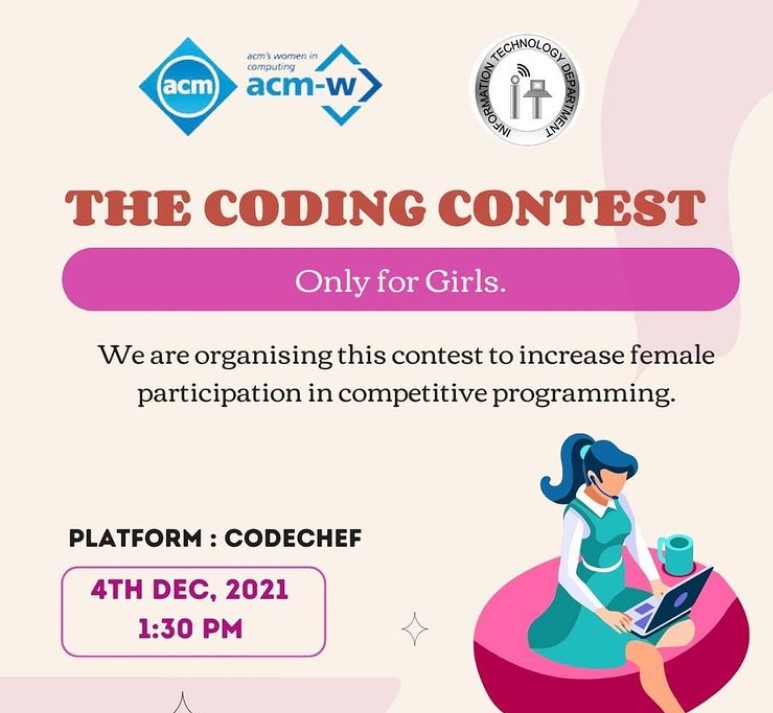 acm
acm's women in
computing
acm-w
INFORMATION TECHNOLOGY DEPARTMENT
iT
THE CODING CONTEST
Only for Girls.
We are organising this contest to increase female
participation in competitive programming.
PLATFORM : CODECHEF
4TH DEC, 2021
1:30 PM